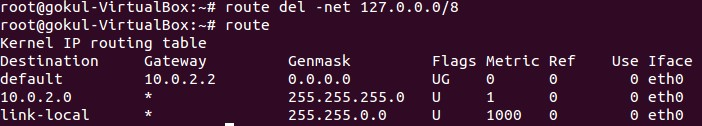 root@gokul-VirtualBox:~# route del -net 127.0.0.0/8
root@gokul-VirtualBox:~# route
Kernel IP routing table
Destination     Gateway         Genmask         Flags Metric Ref    Use Iface
default         10.0.2.2        0.0.0.0         UG    0      0        0 eth0
10.0.2.0        *               255.255.255.0   U     1      0        0 eth0
link-local      *               255.255.0.0     U     1000   0        0 eth0